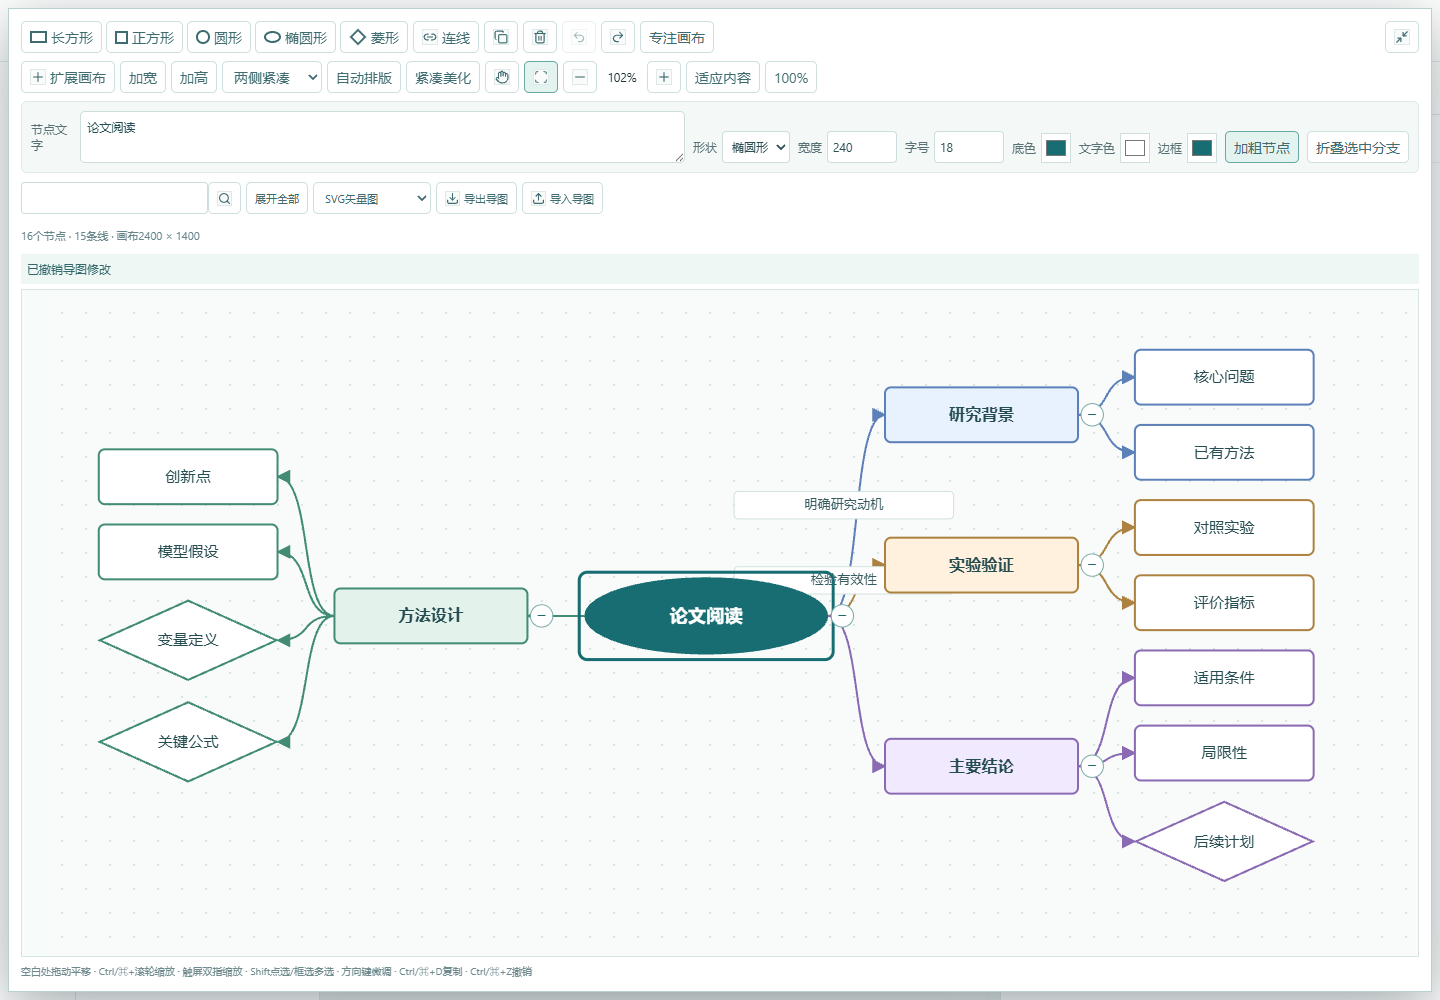 长方形 正方形 圆形 椭圆形 菱形 连线 专注画布
扩展画布 加宽 加高 两侧紧凑 自动排版 紧凑美化 102% 适应内容 100%
节点文字 论文阅读 形状 椭圆形 宽度 240 字号 18 底色 文字色 边框 加粗节点 折叠选中分支
展开全部 SVG矢量图 导出导图 导入导图
16个节点 · 15条线 · 画布2400 × 1400
已撤销导图修改
核心问题
研究背景
已有方法
创新点
明确研究动机
对照实验
模型假设
实验验证
检验有效性
评价指标
方法设计
论文阅读
变量定义
适用条件
关键公式
局限性
主要结论
后续计划
空白处拖动平移 · Ctrl/⌘+滚轮缩放 · 触屏双指缩放 · Shift点选/框选多选 · 方向键微调 · Ctrl/⌘+D复制 · Ctrl/⌘+Z撤销